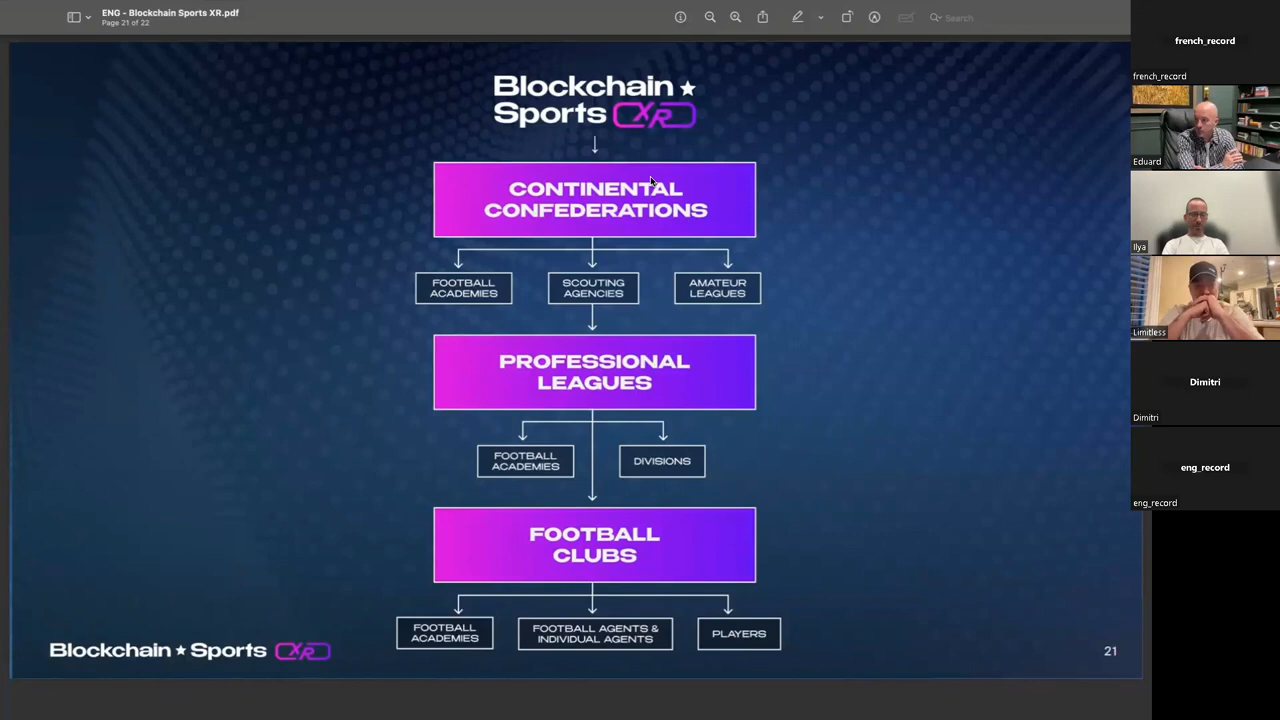 ENG - Blockchain Sports XR.pdf
Page 21 of 22
Search
Blockchain
Sports XR
CONTINENTAL
CONFEDERATIONS
FOOTBALL
ACADEMIES
SCOUTING
AGENCIES
AMATEUR
LEAGUES
PROFESSIONAL
LEAGUES
FOOTBALL
ACADEMIES
DIVISIONS
FOOTBALL
CLUBS
FOOTBALL
ACADEMIES
FOOTBALL AGENTS &
INDIVIDUAL AGENTS
PLAYERS
Blockchain Sports XR
21
french_record
french_record
Eduard
Ilya
Limitless
Dimitri
Dimitri
eng_record
eng_record